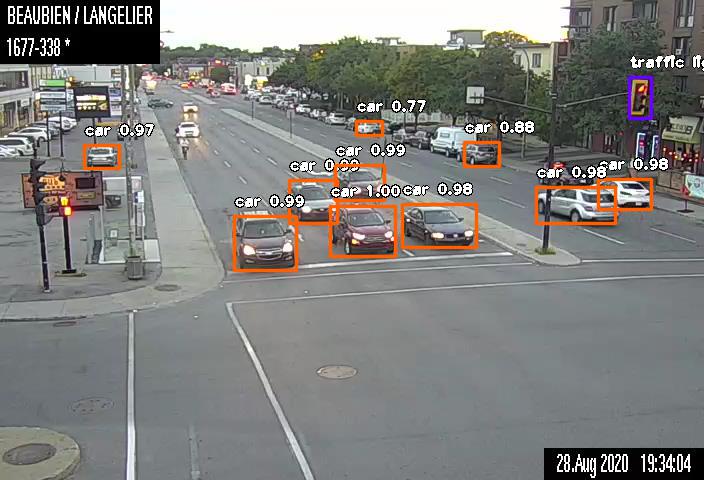 BEAUBIEN / LANGELIER
1677-338 *
traffic lig
car 0.77
car 0.97
car 0.88
car 0.99
car 0.99
car 0.98
car 0.98
car 1.00
car 0.98
car 0.99
28.Aug 2020 19:34:04